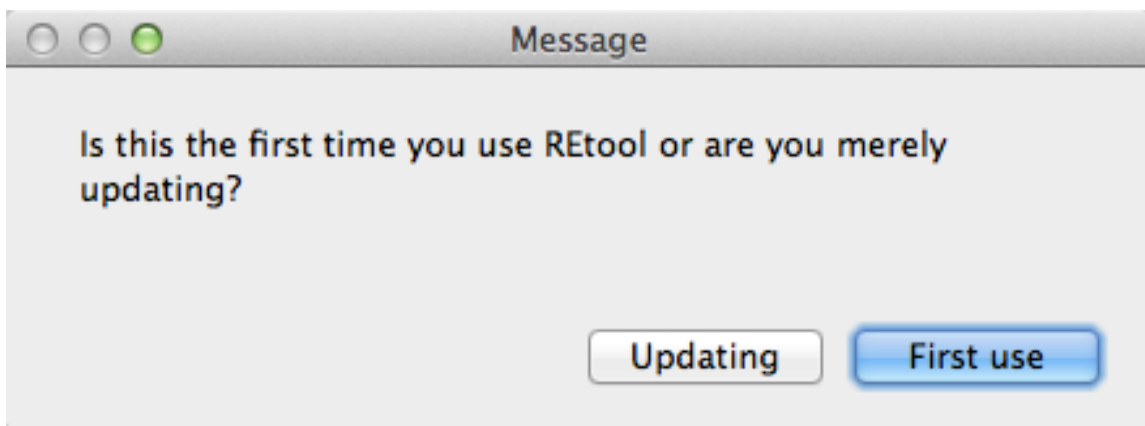 Message
Is this the first time you use REtool or are you merely
updating?
Updating
First use